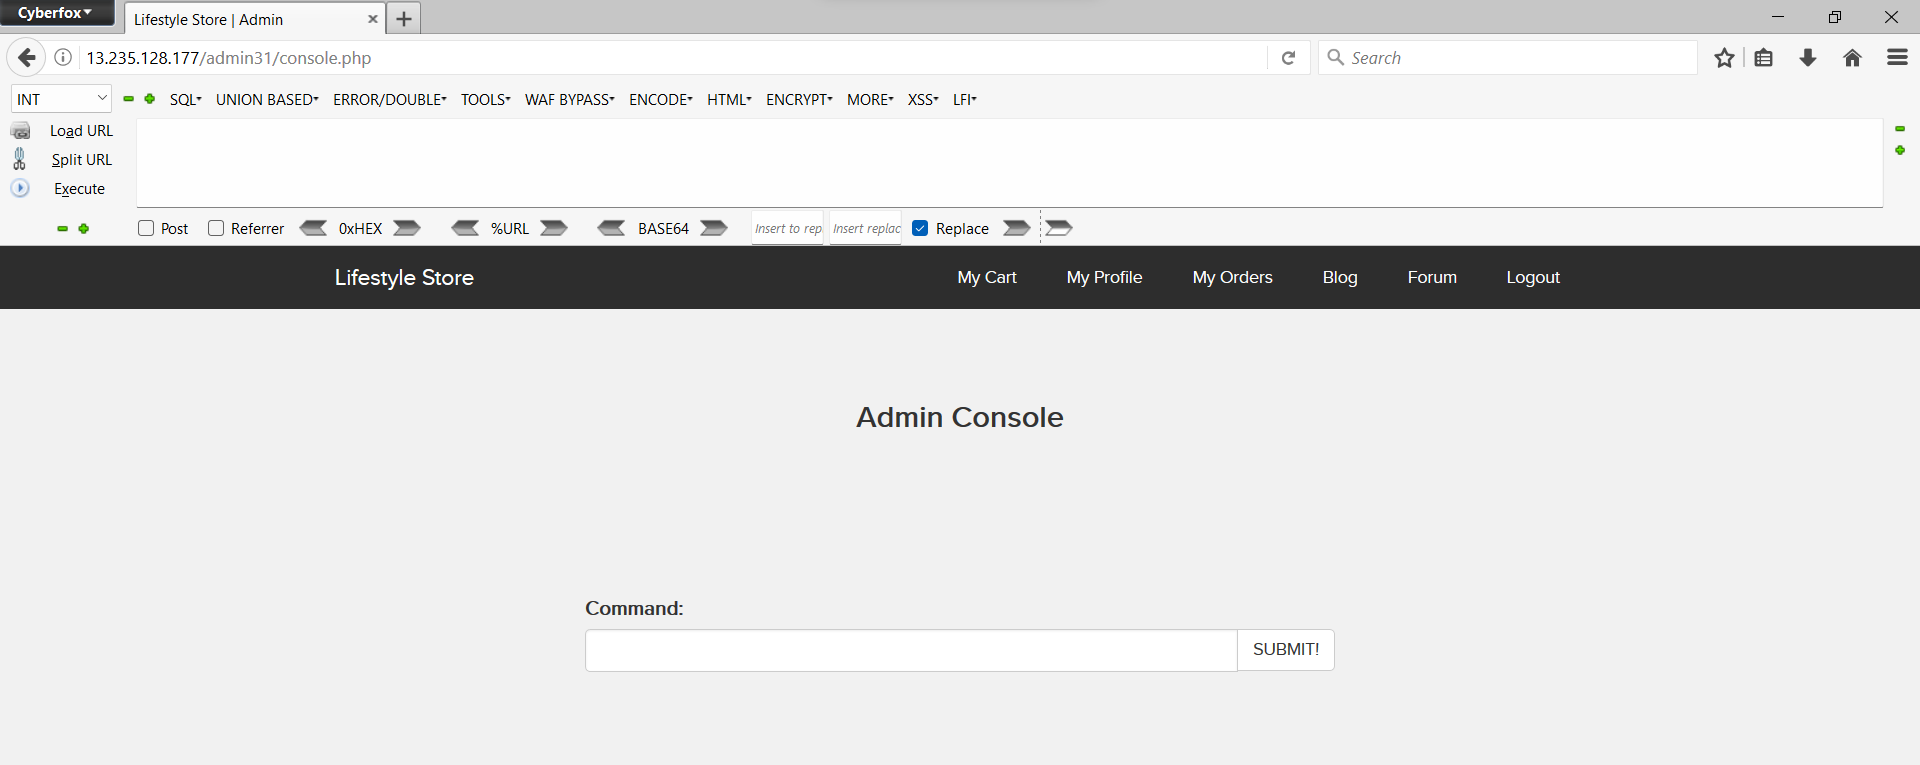 Cyberfox
Lifestyle Store | Admin
13.235.128.177/admin31/console.php
Search
INT
SQL UNION BASED ERROR/DOUBLE TOOLS WAF BYPASS ENCODE HTML ENCRYPT MORE XSS LFI
Load URL
Split URL
Execute
Post Referrer 0xHEX %URL BASE64 Insert to rep Insert replac Replace
Lifestyle Store My Cart My Profile My Orders Blog Forum Logout
Admin Console
Command:
SUBMIT!